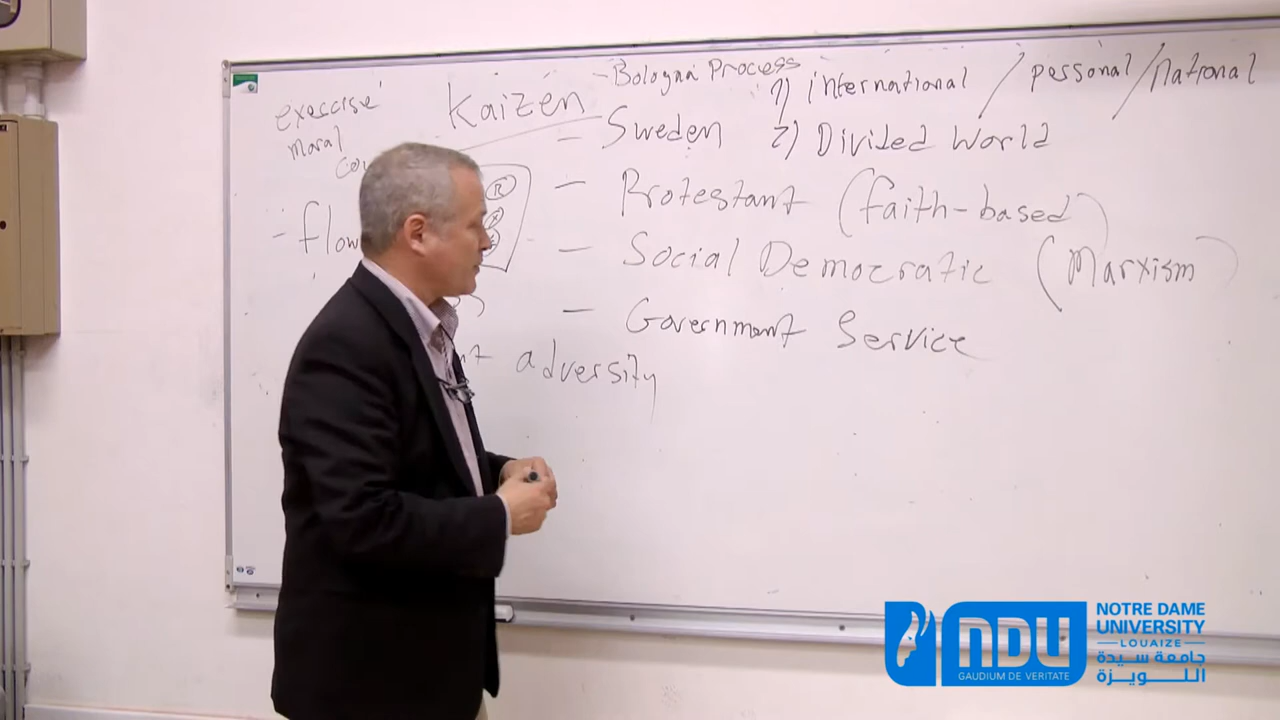 - Bologna Process
1) international / personal / national
exercise
Kaizen
- Sweden
2) Divided World
moral
- Protestant (faith-based)
- flow
- Social Democratic (Marxism)
- Government Service
adversity
NDU
GAUDIUM DE VERITATE
NOTRE DAME
UNIVERSITY
LOUAIZE
جامعة سيدة
اللويزة